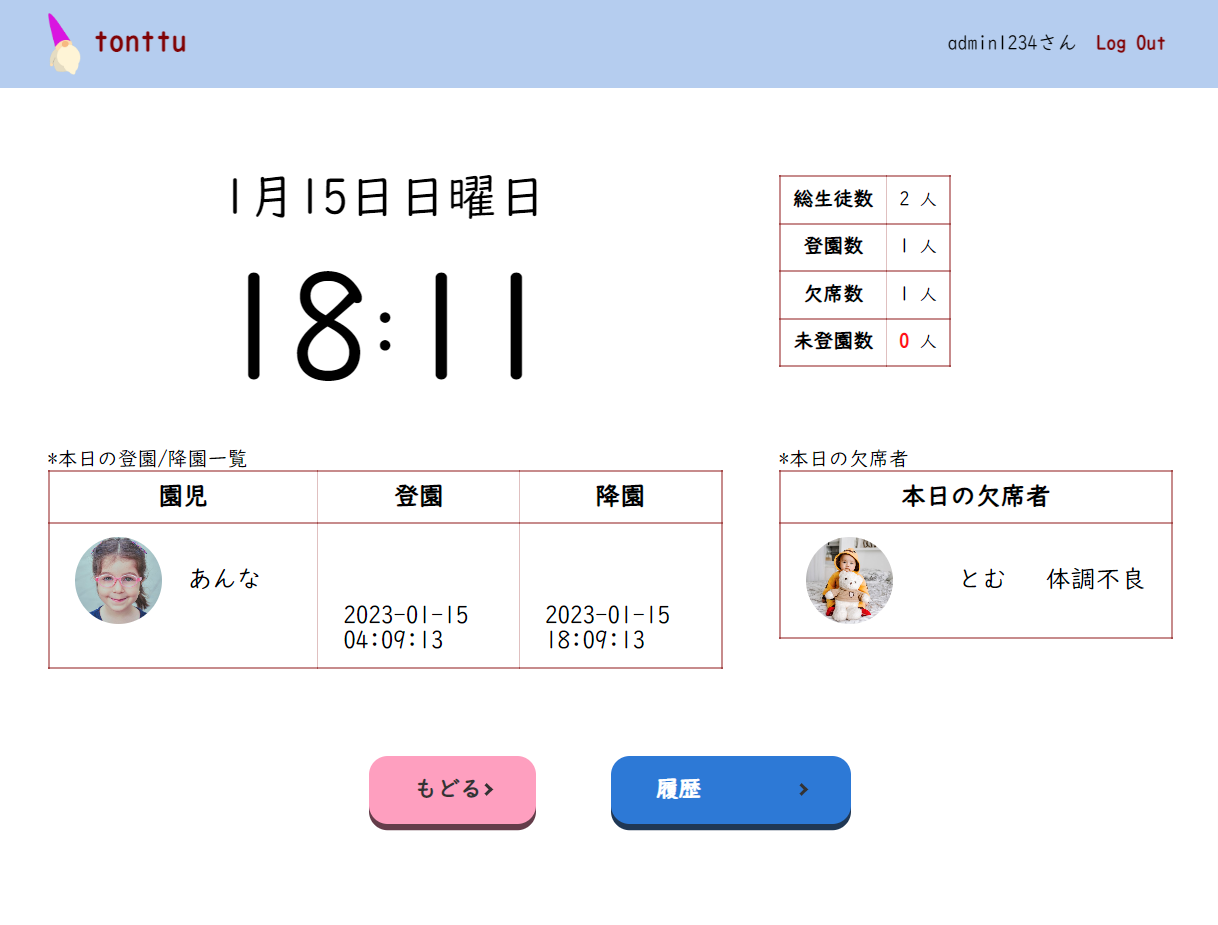 tonttu
admin1234さん Log Out
1月15日日曜日
18:11
総生徒数 2 人
登園数 1 人
欠席数 1 人
未登園数 0 人
*本日の登園/降園一覧
園児 登園 降園
あんな
2023-01-15 2023-01-15
04:09:13 18:09:13
*本日の欠席者
本日の欠席者
とむ 体調不良
もどる›
履歴 ›